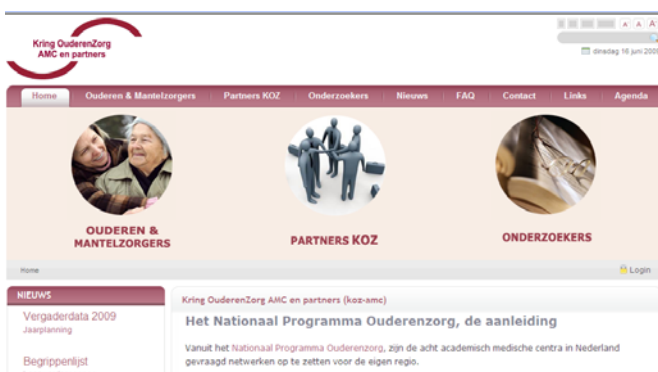 Kring OuderenZorg
AMC en partners
A A A
dinsdag 16 juni 2009
Home Ouderen & Mantelzorgers Partners KOZ Onderzoekers Nieuws FAQ Contact Links Agenda
OUDEREN &
MANTELZORGERS
PARTNERS KOZ
ONDERZOEKERS
Home
Login
NIEUWS
Vergaderdata 2009
Jaarplanning
Begrippenlijst
Kring OuderenZorg AMC en partners (koz-amc)
Het Nationaal Programma Ouderenzorg, de aanleiding
Vanuit het Nationaal Programma Ouderenzorg, zijn de acht academisch medische centra in Nederland
gevraagd netwerken op te zetten voor de eigen regio.